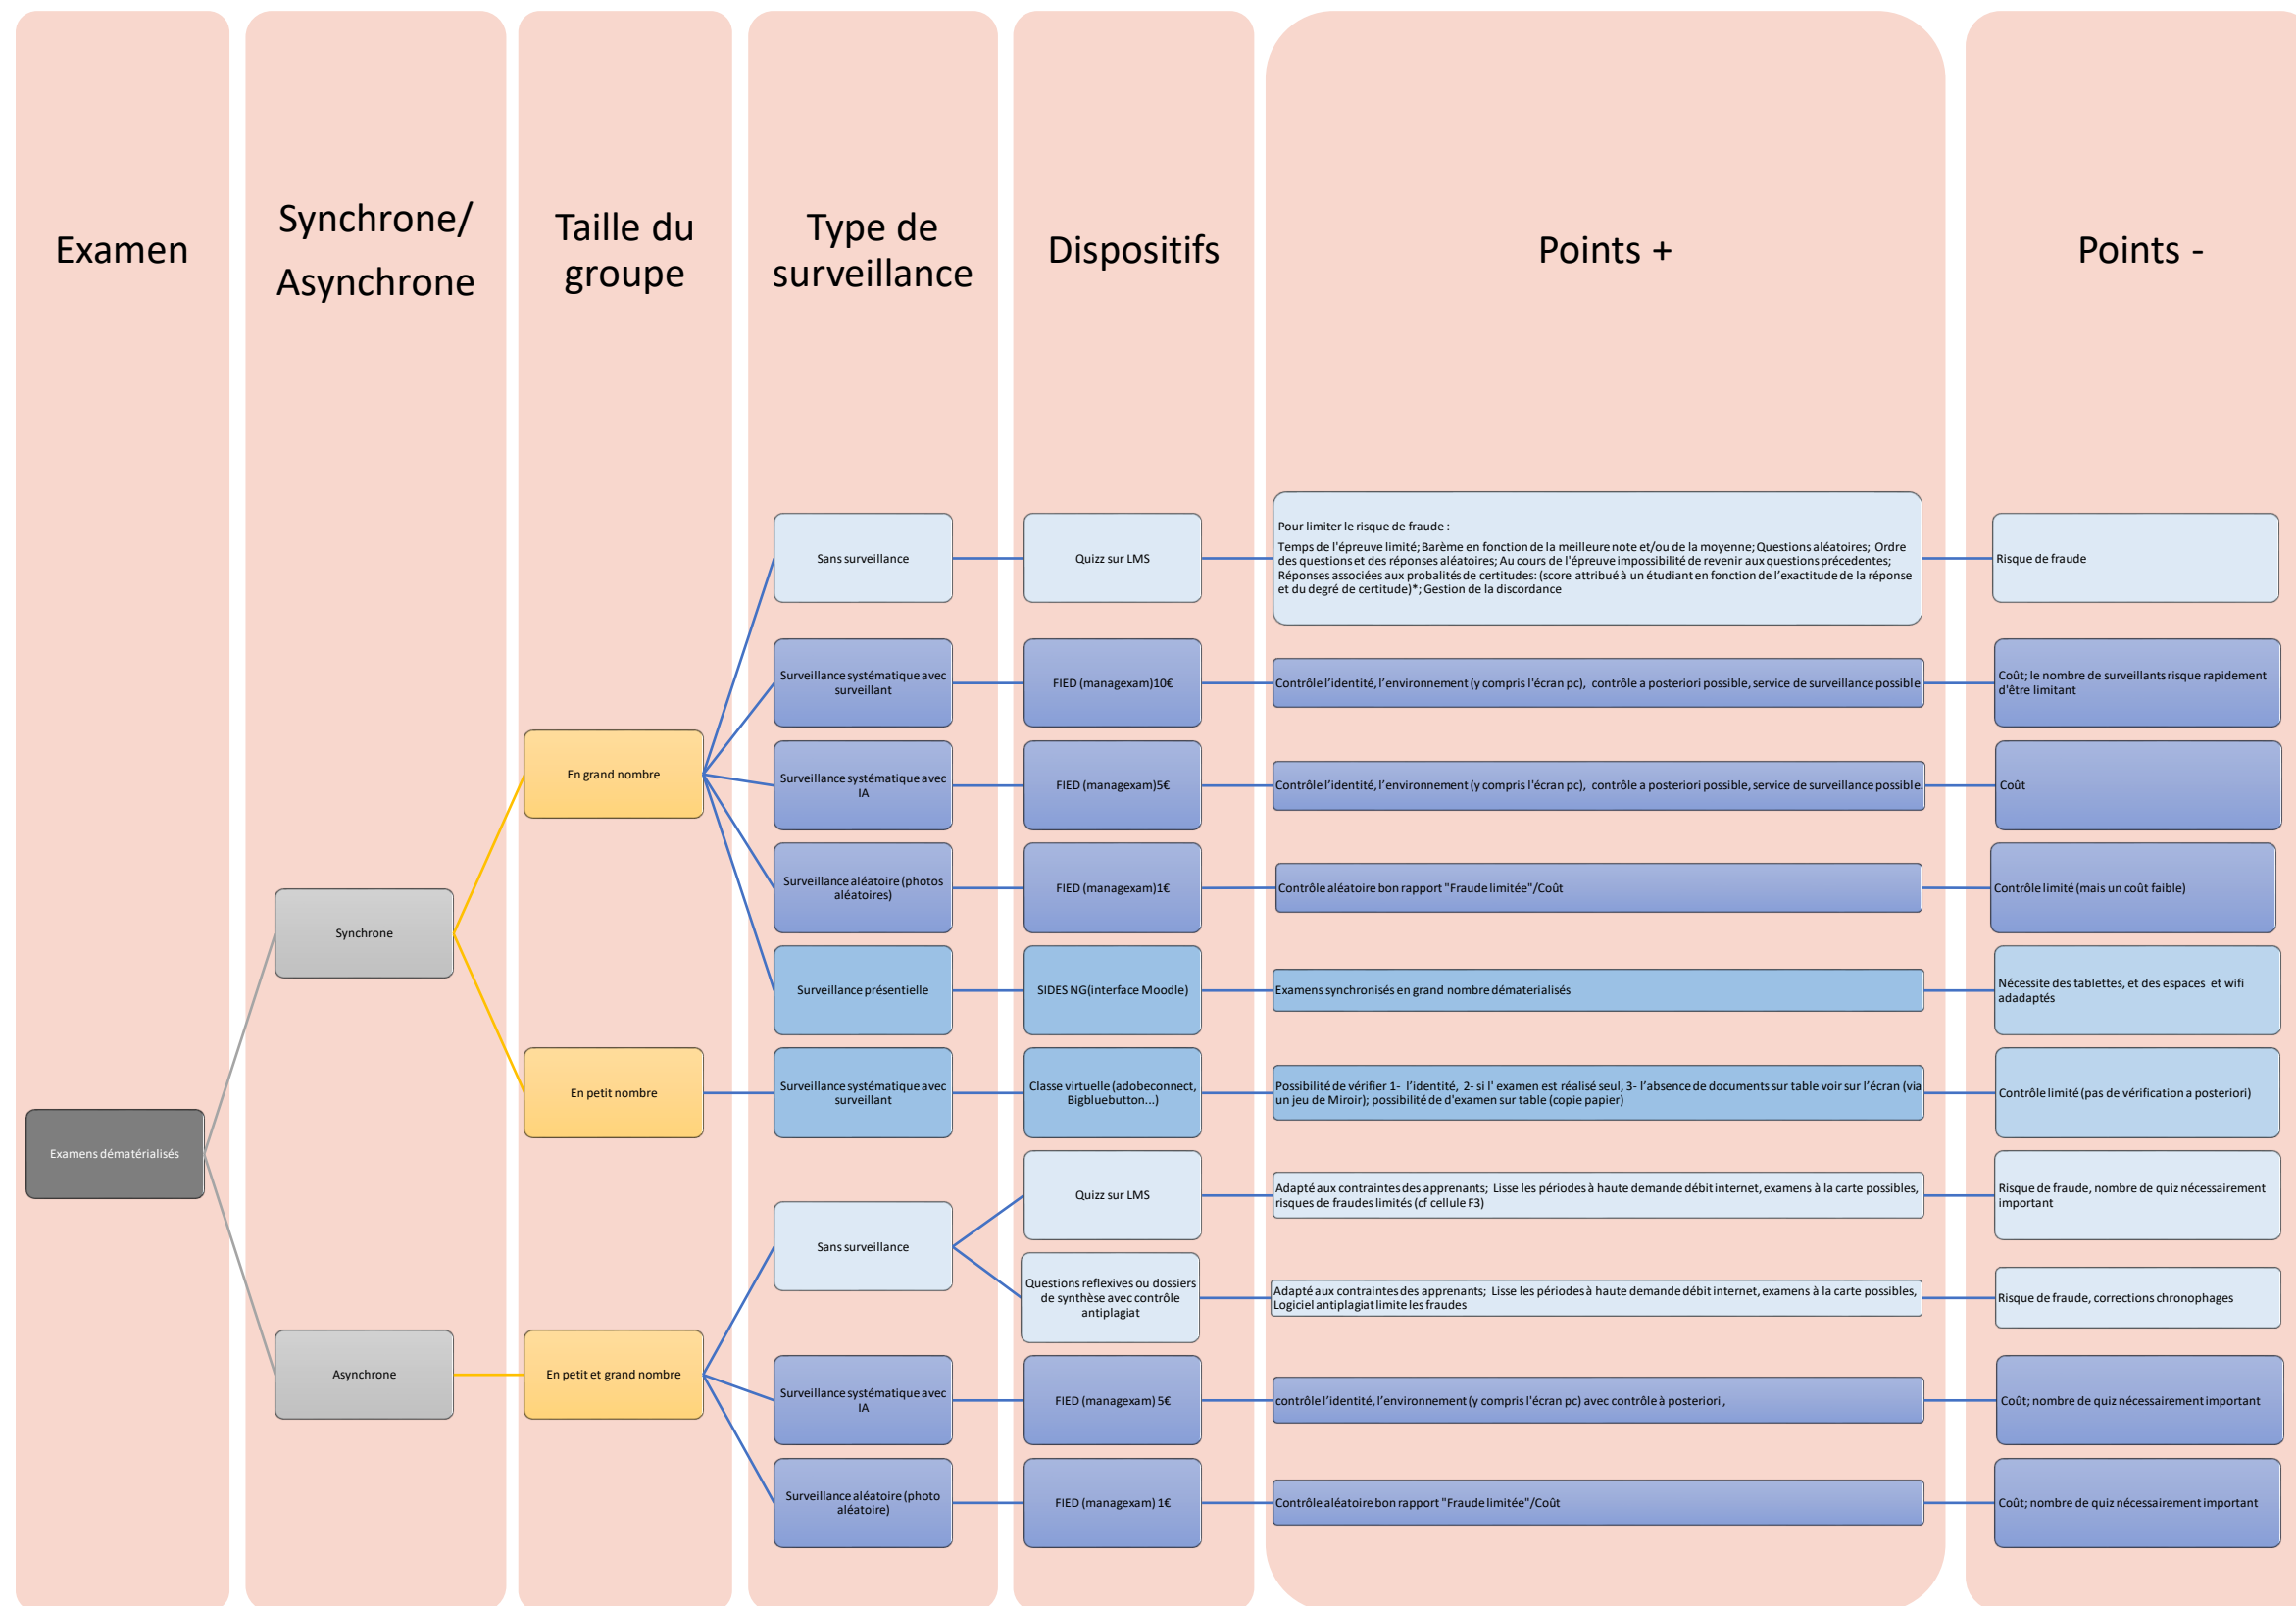 Examen
Synchrone/
Asynchrone
Taille du
groupe
Type de
surveillance
Dispositifs
Points +
Points -
Sans surveillance
Quizz sur LMS
Pour limiter le risque de fraude :
Temps de l'épreuve limité; Barème en fonction de la meilleure note et/ou de la moyenne; Questions aléatoires; Ordre
des questions et des réponses aléatoires; Au cours de l'épreuve impossibilité de revenir aux questions précedentes;
Réponses associées aux probalités de certitudes: (score attribué à un étudiant en fonction de l’exactitude de la réponse
et du degré de certitude)*; Gestion de la discordance
Risque de fraude
Surveillance systématique avec
surveillant
FIED (managexam)10€
Contrôle l’identité, l’environnement (y compris l'écran pc), contrôle a posteriori possible, service de surveillance possible
Coût; le nombre de surveillants risque rapidement
d'être limitant
En grand nombre
Surveillance systématique avec
IA
FIED (managexam)5€
Contrôle l’identité, l’environnement (y compris l'écran pc), contrôle a posteriori possible, service de surveillance possible.
Coût
Surveillance aléatoire (photos
aléatoires)
FIED (managexam)1€
Contrôle aléatoire bon rapport "Fraude limitée"/Coût
Contrôle limité (mais un coût faible)
Synchrone
Surveillance présentielle
SIDES NG(interface Moodle)
Examens synchronisés en grand nombre dématerialisés
Nécessite des tablettes, et des espaces et wifi
adadaptés
En petit nombre
Surveillance systématique avec
surveillant
Classe virtuelle (adobeconnect,
Bigbluebutton...)
Possibilité de vérifier 1- l’identité, 2- si l' examen est réalisé seul, 3- l’absence de documents sur table voir sur l’écran (via
un jeu de Miroir); possibilité de d'examen sur table (copie papier)
Contrôle limité (pas de vérification a posteriori)
Examens dématérialisés
Sans surveillance
Quizz sur LMS
Adapté aux contraintes des apprenants; Lisse les périodes à haute demande débit internet, examens à la carte possibles,
risques de fraudes limités (cf cellule F3)
Risque de fraude, nombre de quiz nécessairement
important
Questions reflexives ou dossiers
de synthèse avec contrôle
antiplagiat
Adapté aux contraintes des apprenants; Lisse les périodes à haute demande débit internet, examens à la carte possibles,
Logiciel antiplagiat limite les fraudes
Risque de fraude, corrections chronophages
Asynchrone
En petit et grand nombre
Surveillance systématique avec
IA
FIED (managexam) 5€
contrôle l’identité, l’environnement (y compris l'écran pc) avec contrôle à posteriori ,
Coût; nombre de quiz nécessairement important
Surveillance aléatoire (photo
aléatoire)
FIED (managexam) 1€
Contrôle aléatoire bon rapport "Fraude limitée"/Coût
Coût; nombre de quiz nécessairement important